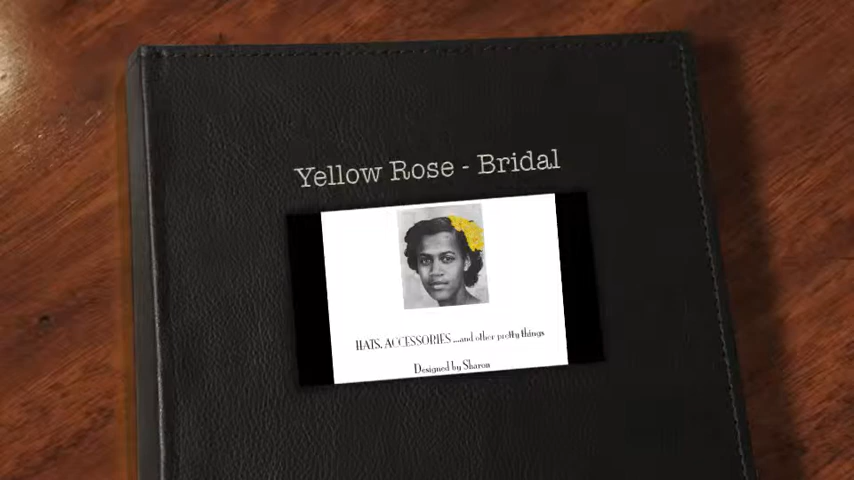 Yellow Rose - Bridal
HATS, ACCESSORIES ...and other pretty things
Designed by Sharon